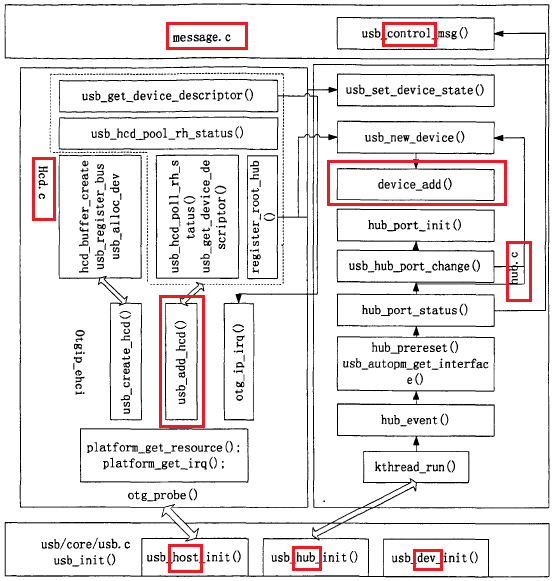 message.c
usb_control_msg()
usb_get_device_descriptor()
usb_hcd_pool_rh_status()
Hcd.c
hcd_buffer_create
usb_register_bus
usb_alloc_dev
usb_hcd_poll_rh_s
tatus()
usb_get_device_de
scriptor()
register_root_hub
()
Otgip_ehci
usb_create_hcd()
usb_add_hcd()
otg_ip_irq()
platform_get_resource();
platform_get_irq();
otg_probe()
usb_set_device_state()
usb_new_device()
device_add()
hub_port_init()
usb_hub_port_change()
hub.c
hub_port_status()
hub_prereset()
usb_autopm_get_interfac
e()
hub_event()
kthread_run()
usb/core/usb.c
usb_init()
usb_host_init()
usb_hub_init()
usb_dev_init()